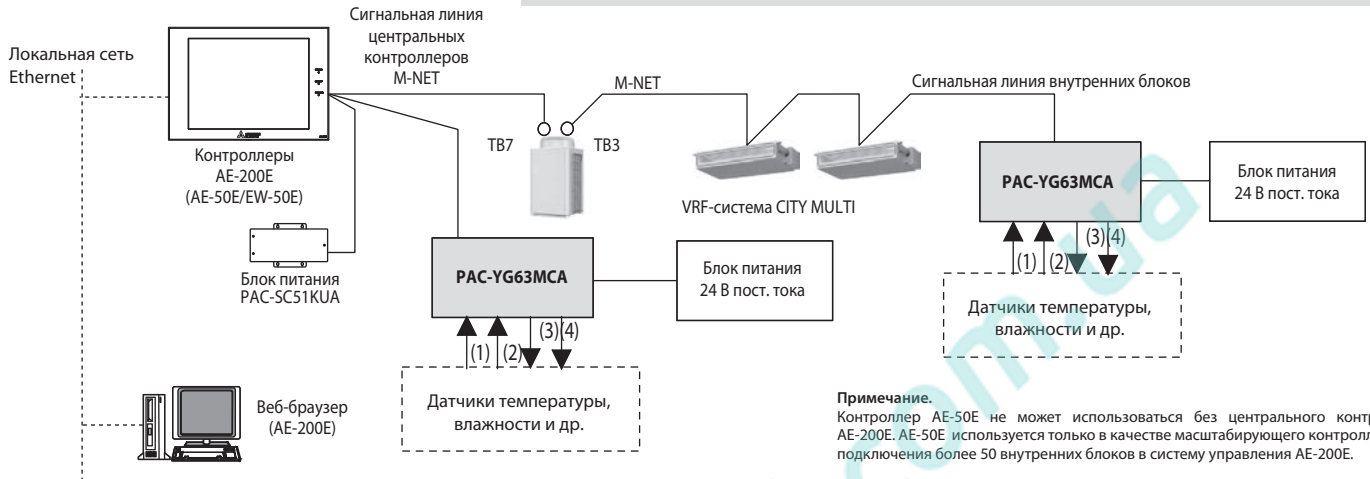 Сигнальная линия
центральных
контроллеров
M-NET
Локальная сеть
Ethernet
M-NET
Сигнальная линия внутренних блоков
TB7
TB3
Контроллеры
AE-200E
(AE-50E/EW-50E)
VRF-система CITY MULTI
PAC-YG63MCA
Блок питания
24 В пост. тока
(1)
(2)
(3)
(4)
Датчики температуры,
влажности и др.
Блок питания
PAC-SC51KUA
PAC-YG63MCA
Блок питания
24 В пост. тока
(1)
(2)
(3)
(4)
Датчики температуры,
влажности и др.
Веб-браузер
(AE-200E)
Примечание.
Контроллер AE-50E не может использоваться без центрального контр
AE-200E. AE-50E используется только в качестве масштабирующего контролл
подключения более 50 внутренних блоков в систему управления AE-200E.
com.ua